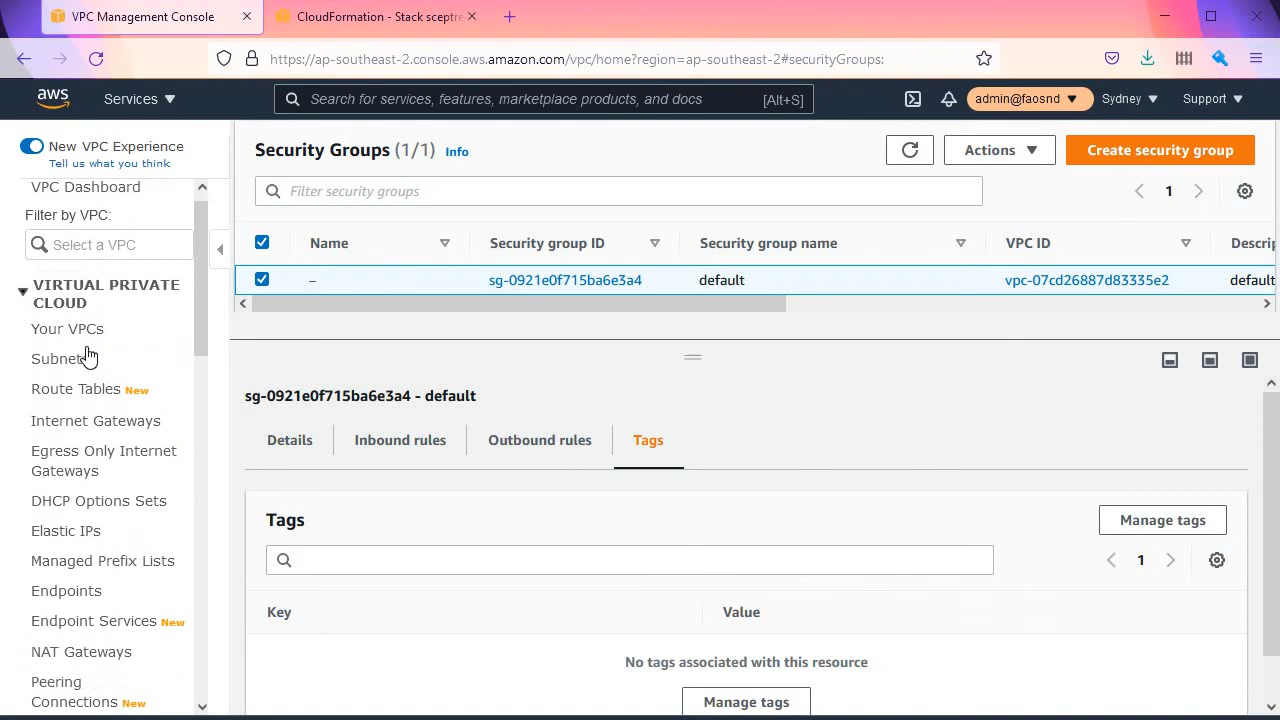 VPC Management Console
CloudFormation - Stack sceptre
https://ap-southeast-2.console.aws.amazon.com/vpc/home?region=ap-southeast-2#securityGroups:
aws
Services
Search for services, features, marketplace products, and docs
[Alt+S]
admin@faosnd
Sydney
Support
New VPC Experience
Tell us what you think
VPC Dashboard
Filter by VPC:
Select a VPC
VIRTUAL PRIVATE
CLOUD
Your VPCs
Subnet
Route Tables New
Internet Gateways
Egress Only Internet
Gateways
DHCP Options Sets
Elastic IPs
Managed Prefix Lists
Endpoints
Endpoint Services New
NAT Gateways
Peering
Connections New
Security Groups (1/1) Info
Actions
Create security group
Filter security groups
1
Name
Security group ID
Security group name
VPC ID
Descrip
–
sg-0921e0f715ba6e3a4
default
vpc-07cd26887d83335e2
default
sg-0921e0f715ba6e3a4 - default
Details
Inbound rules
Outbound rules
Tags
Tags
Manage tags
1
Key
Value
No tags associated with this resource
Manage tags